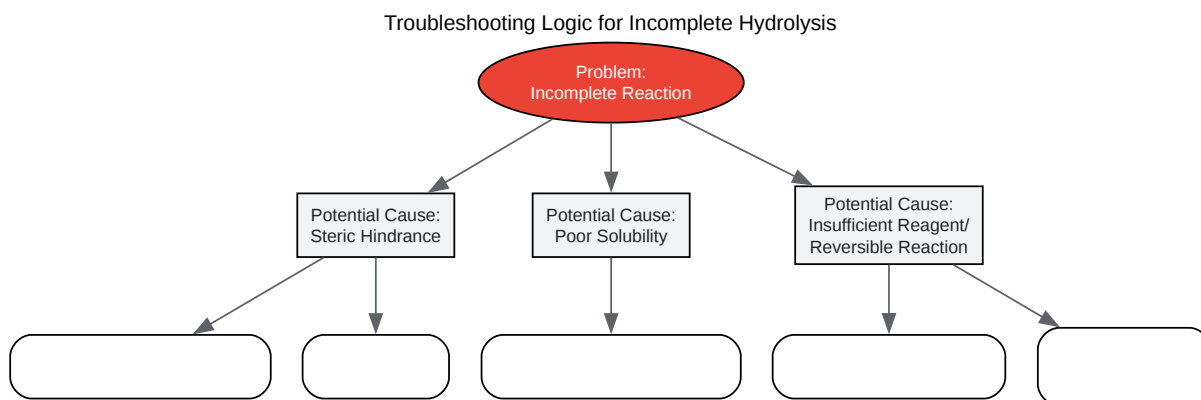 Troubleshooting Logic for Incomplete Hydrolysis
Problem:
Incomplete Reaction
Potential Cause:
Steric Hindrance
Potential Cause:
Poor Solubility
Potential Cause:
Insufficient Reagent/
Reversible Reaction